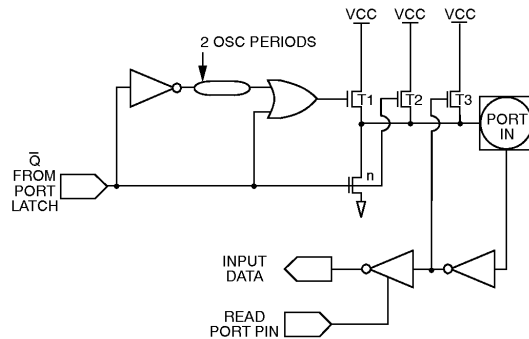 VCC VCC VCC
2 OSC PERIODS
T1 T2 T3
PORT
IN
Q̅
FROM
PORT
LATCH
n
INPUT
DATA
READ
PORT PIN